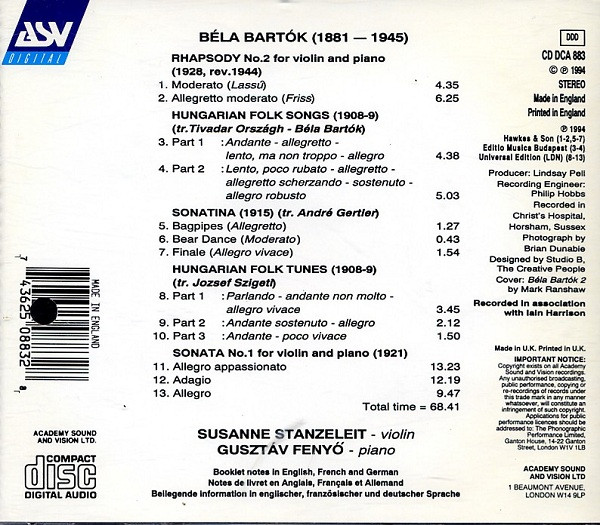 ASV
DIGITAL
BÉLA BARTÓK (1881 — 1945)
RHAPSODY No.2 for violin and piano
(1928, rev.1944)
1. Moderato (Lassú) 4.35
2. Allegretto moderato (Friss) 6.25
HUNGARIAN FOLK SONGS (1908-9)
(tr.Tivadar Országh - Béla Bartók)
3. Part 1 : Andante - allegretto -
lento, ma non troppo - allegro 4.38
4. Part 2 : Lento, poco rubato - allegretto -
allegretto scherzando - sostenuto -
allegro robusto 5.03
SONATINA (1915) (tr. André Gertler)
5. Bagpipes (Allegretto) 1.27
6. Bear Dance (Moderato) 0.43
7. Finale (Allegro vivace) 1.54
HUNGARIAN FOLK TUNES (1908-9)
(tr. Jozsef Szigeti)
8. Part 1 : Parlando - andante non molto -
allegro vivace 3.45
9. Part 2 : Andante sostenuto - allegro 2.12
10. Part 3 : Andante - poco vivace 1.50
SONATA No.1 for violin and piano (1921)
11. Allegro appassionato 13.23
12. Adagio 12.19
13. Allegro 9.47
Total time = 68.41
SUSANNE STANZELEIT - violin
GUSZTÁV FENYŐ - piano
Booklet notes in English, French and German
Notes de livret en Anglais, Français et Allemand
Beilegende information in englischer, französischer und deutscher Sprache
DDD
CD DCA 883
© ℗ 1994
STEREO
Made in England
Printed in England
℗ 1994
Hawkes & Son (1-2,5-7)
Editio Musica Budapest (3-4)
Universal Edition (LDN) (8-13)
Producer: Lindsay Pell
Recording Engineer:
Philip Hobbs
Recorded in
Christ's Hospital,
Horsham, Sussex
Photograph by
Brian Dunable
Designed by Studio B,
The Creative People
Cover: Béla Bartók 2
by Mark Ranshaw
Recorded in association
with Iain Harrison
Made in U.K. Printed in U.K.
IMPORTANT NOTICE:
Copyright exists on all Academy
Sound and Vision recordings.
Any unauthorised broadcasting,
public performance, copying or
re-recording of records under
this trade mark in any manner
whatsoever, will constitute an
infringement of such copyright.
Applications for public
performance licences should be
addressed to: The Phonographic
Performance Limited,
Ganton House, 14-22 Ganton
Street, London W1V 1LB
ACADEMY SOUND
AND VISION LTD.
1 BEAUMONT AVENUE,
LONDON W14 9LP
MADE IN ENGLAND
7 43625 08832 8
ACADEMY SOUND
AND VISION LTD.
COMPACT
disc
DIGITAL AUDIO